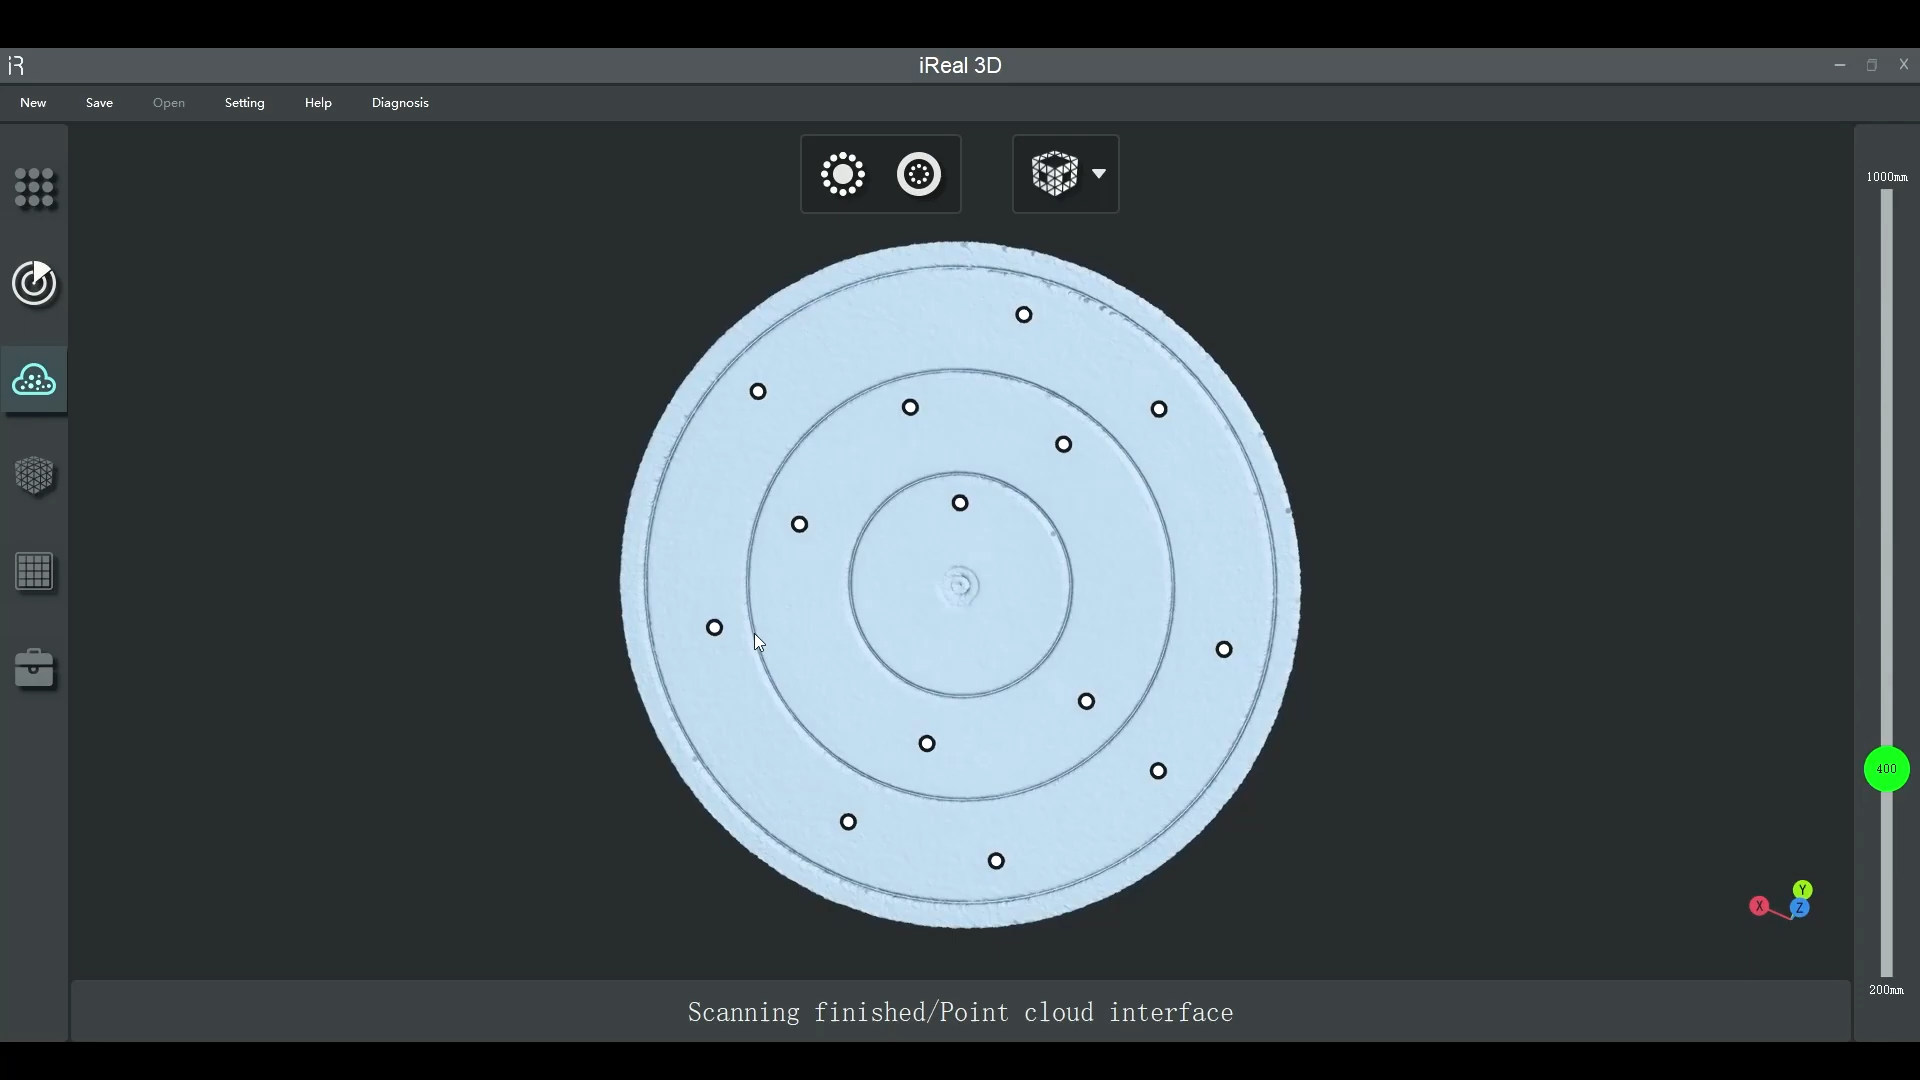 iR
iReal 3D
New Save Open Setting Help Diagnosis
1000mm
400
Y
X
Z
200mm
Scanning finished/Point cloud interface